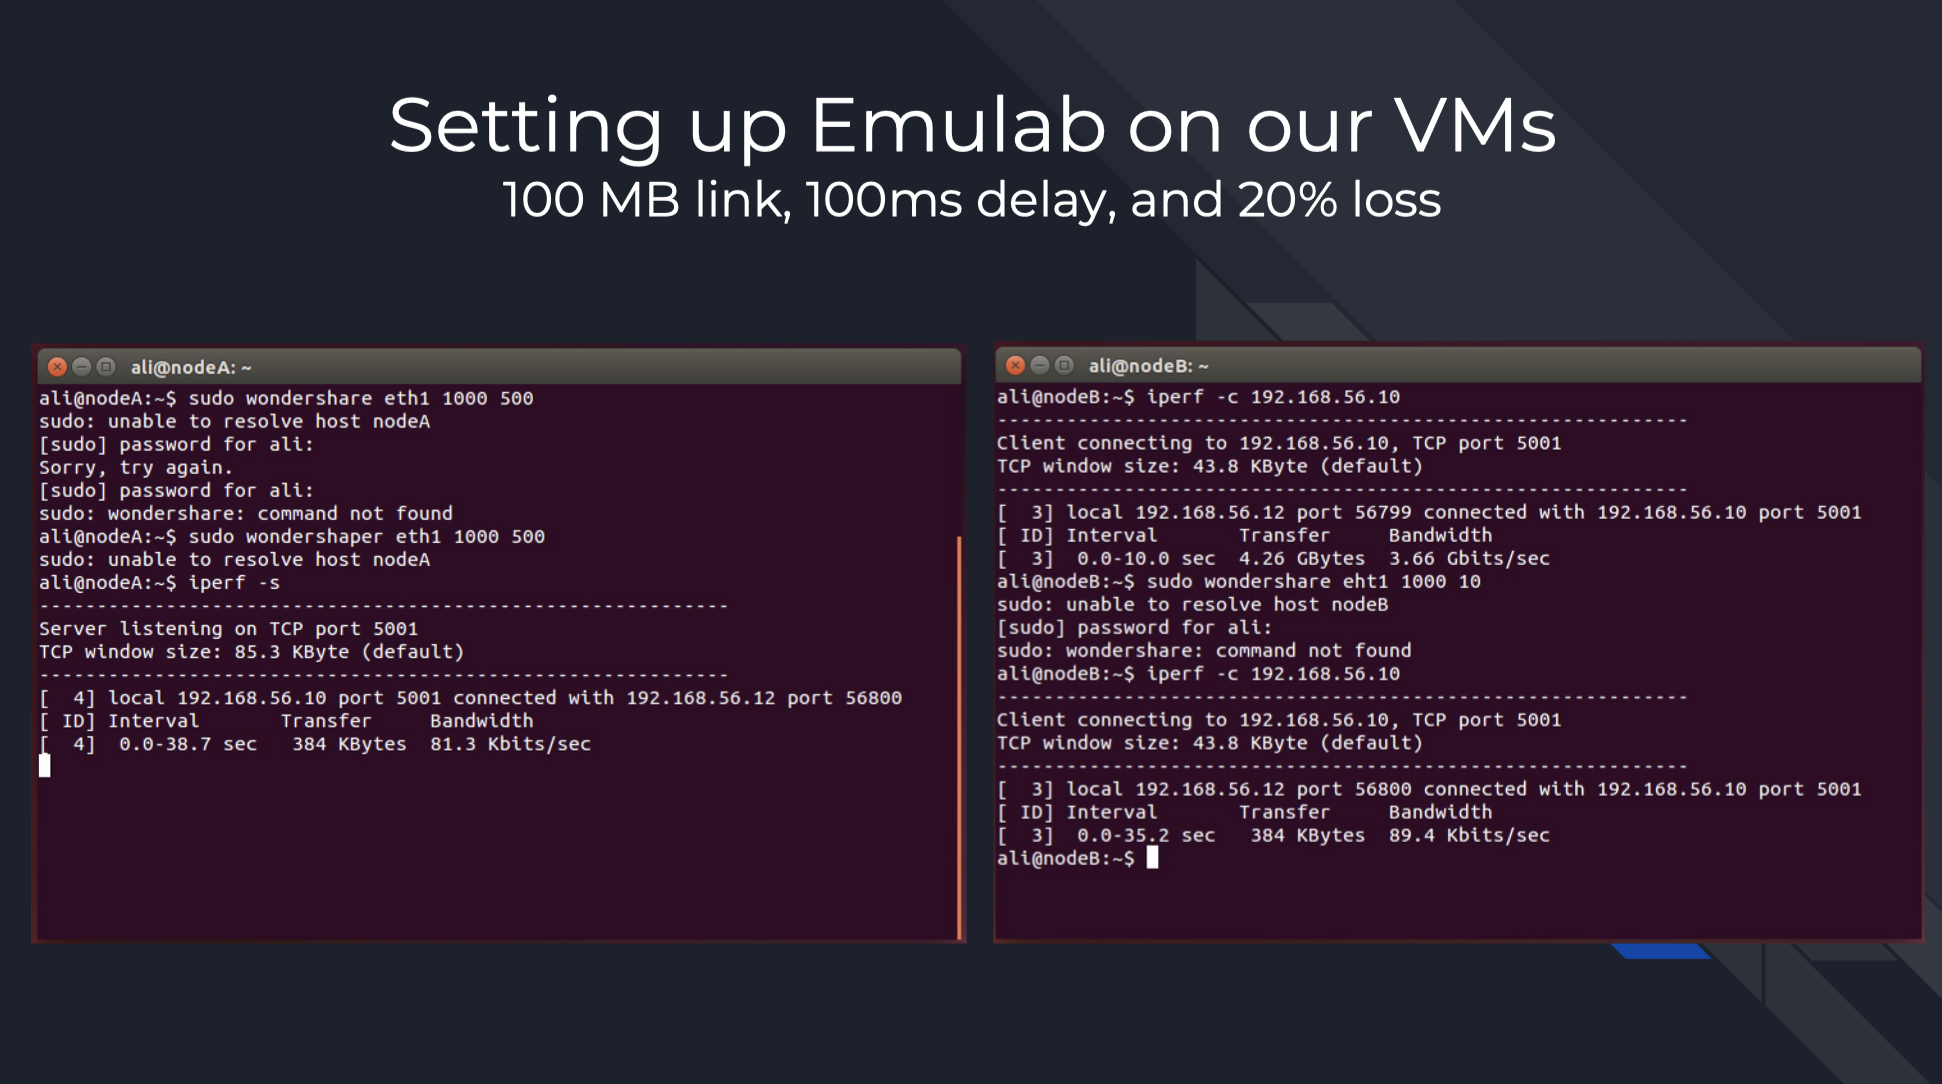 Setting up Emulab on our VMs
100 MB link, 100ms delay, and 20% loss
ali@nodeA: ~
ali@nodeA:~$ sudo wondershare eth1 1000 500
sudo: unable to resolve host nodeA
[sudo] password for ali:
Sorry, try again.
[sudo] password for ali:
sudo: wondershare: command not found
ali@nodeA:~$ sudo wondershaper eth1 1000 500
sudo: unable to resolve host nodeA
ali@nodeA:~$ iperf -s
------------------------------------------------------------
Server listening on TCP port 5001
TCP window size: 85.3 KByte (default)
------------------------------------------------------------
[  4] local 192.168.56.10 port 5001 connected with 192.168.56.12 port 56800
[ ID] Interval       Transfer     Bandwidth
[  4]  0.0-38.7 sec   384 KBytes  81.3 Kbits/sec
ali@nodeB: ~
ali@nodeB:~$ iperf -c 192.168.56.10
------------------------------------------------------------
Client connecting to 192.168.56.10, TCP port 5001
TCP window size: 43.8 KByte (default)
------------------------------------------------------------
[  3] local 192.168.56.12 port 56799 connected with 192.168.56.10 port 5001
[ ID] Interval       Transfer     Bandwidth
[  3]  0.0-10.0 sec  4.26 GBytes  3.66 Gbits/sec
ali@nodeB:~$ sudo wondershare eht1 1000 10
sudo: unable to resolve host nodeB
[sudo] password for ali:
sudo: wondershare: command not found
ali@nodeB:~$ iperf -c 192.168.56.10
------------------------------------------------------------
Client connecting to 192.168.56.10, TCP port 5001
TCP window size: 43.8 KByte (default)
------------------------------------------------------------
[  3] local 192.168.56.12 port 56800 connected with 192.168.56.10 port 5001
[ ID] Interval       Transfer     Bandwidth
[  3]  0.0-35.2 sec   384 KBytes  89.4 Kbits/sec
ali@nodeB:~$